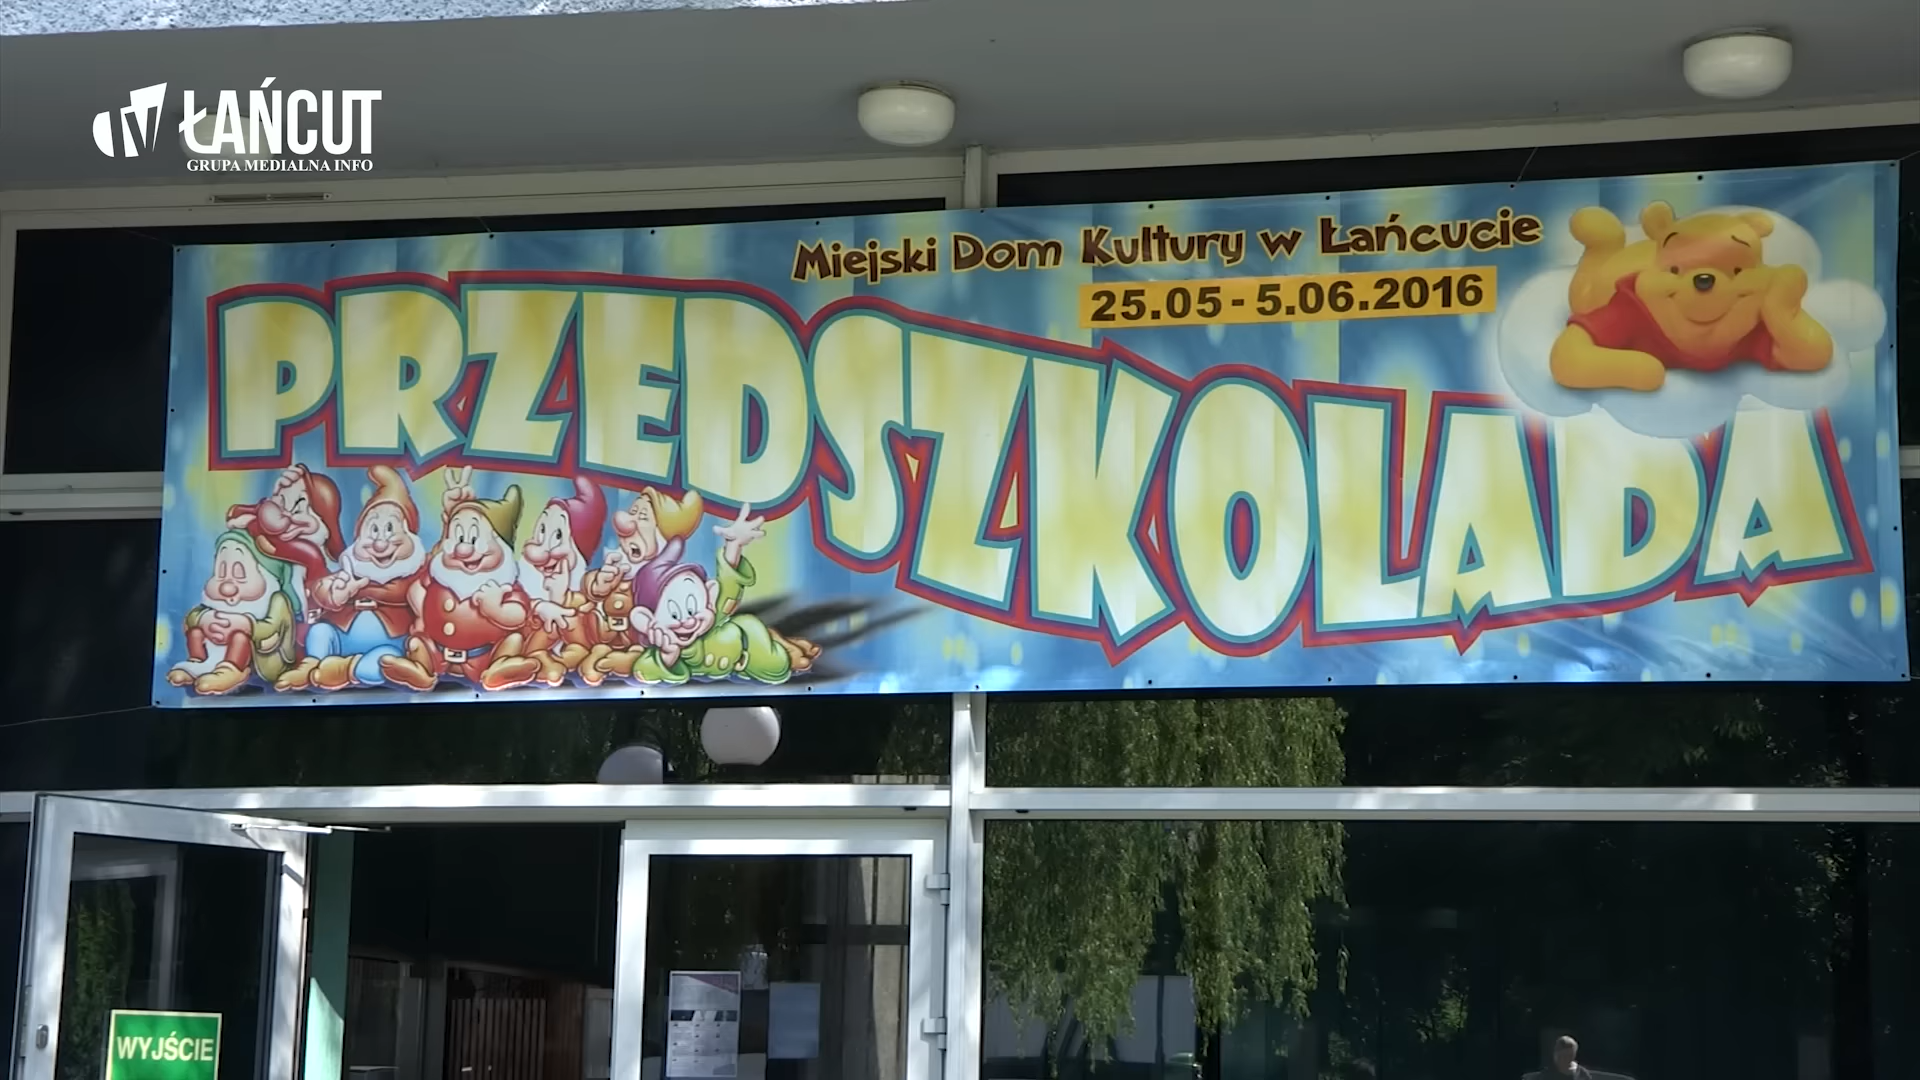 ŁAŃCUT
GRUPA MEDIALNA INFO
Miejski Dom Kultury w Łańcucie
25.05 - 5.06.2016
PRZEDSZKOLADA
WYJŚCIE